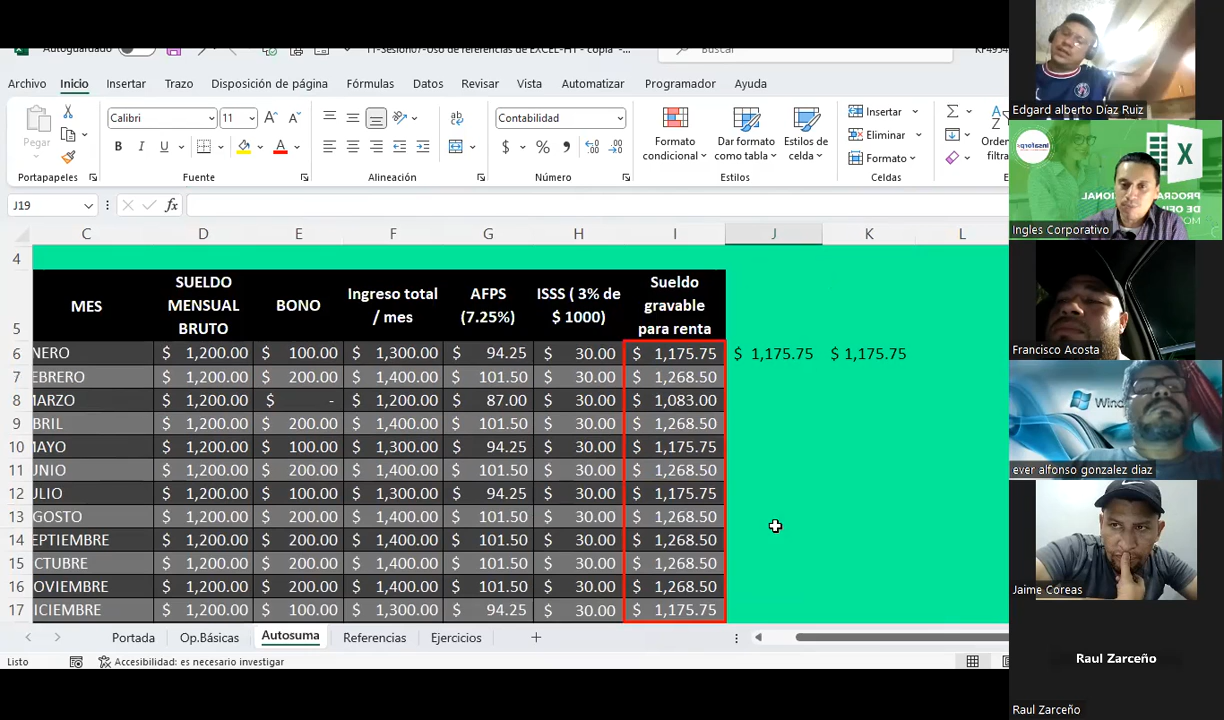 Autoguardado
11-Sesion07-Uso de referencias de EXCEL-HT - copia -...
Buscar
Archivo Inicio Insertar Trazo Disposición de página Fórmulas Datos Revisar Vista Automatizar Programador Ayuda
Pegar
Calibri 11
Contabilidad
Formato condicional
Dar formato como tabla
Estilos de celda
Insertar
Eliminar
Formato
Portapapeles Fuente Alineación Número Estilos Celdas
J19
C D E F G H I J K L
4
5 MES SUELDO MENSUAL BRUTO BONO Ingreso total / mes AFPS (7.25%) ISSS ( 3% de $ 1000) Sueldo gravable para renta
6 NERO $ 1,200.00 $ 100.00 $ 1,300.00 $ 94.25 $ 30.00 $ 1,175.75 $ 1,175.75 $ 1,175.75
7 EBRERO $ 1,200.00 $ 200.00 $ 1,400.00 $ 101.50 $ 30.00 $ 1,268.50
8 MARZO $ 1,200.00 $ - $ 1,200.00 $ 87.00 $ 30.00 $ 1,083.00
9 BRIL $ 1,200.00 $ 200.00 $ 1,400.00 $ 101.50 $ 30.00 $ 1,268.50
10 MAYO $ 1,200.00 $ 100.00 $ 1,300.00 $ 94.25 $ 30.00 $ 1,175.75
11 UNIO $ 1,200.00 $ 200.00 $ 1,400.00 $ 101.50 $ 30.00 $ 1,268.50
12 ULIO $ 1,200.00 $ 100.00 $ 1,300.00 $ 94.25 $ 30.00 $ 1,175.75
13 GOSTO $ 1,200.00 $ 200.00 $ 1,400.00 $ 101.50 $ 30.00 $ 1,268.50
14 EPTIEMBRE $ 1,200.00 $ 200.00 $ 1,400.00 $ 101.50 $ 30.00 $ 1,268.50
15 CTUBRE $ 1,200.00 $ 200.00 $ 1,400.00 $ 101.50 $ 30.00 $ 1,268.50
16 OVIEMBRE $ 1,200.00 $ 200.00 $ 1,400.00 $ 101.50 $ 30.00 $ 1,268.50
17 ICIEMBRE $ 1,200.00 $ 100.00 $ 1,300.00 $ 94.25 $ 30.00 $ 1,175.75
Portada Op.Básicas Autosuma Referencias Ejercicios
Listo Accesibilidad: es necesario investigar
Edgard alberto Díaz Ruiz
Ingles Corporativo
Francisco Acosta
ever alfonso gonzalez diaz
Jaime Coreas
Raul Zarceño
Raul Zarceño